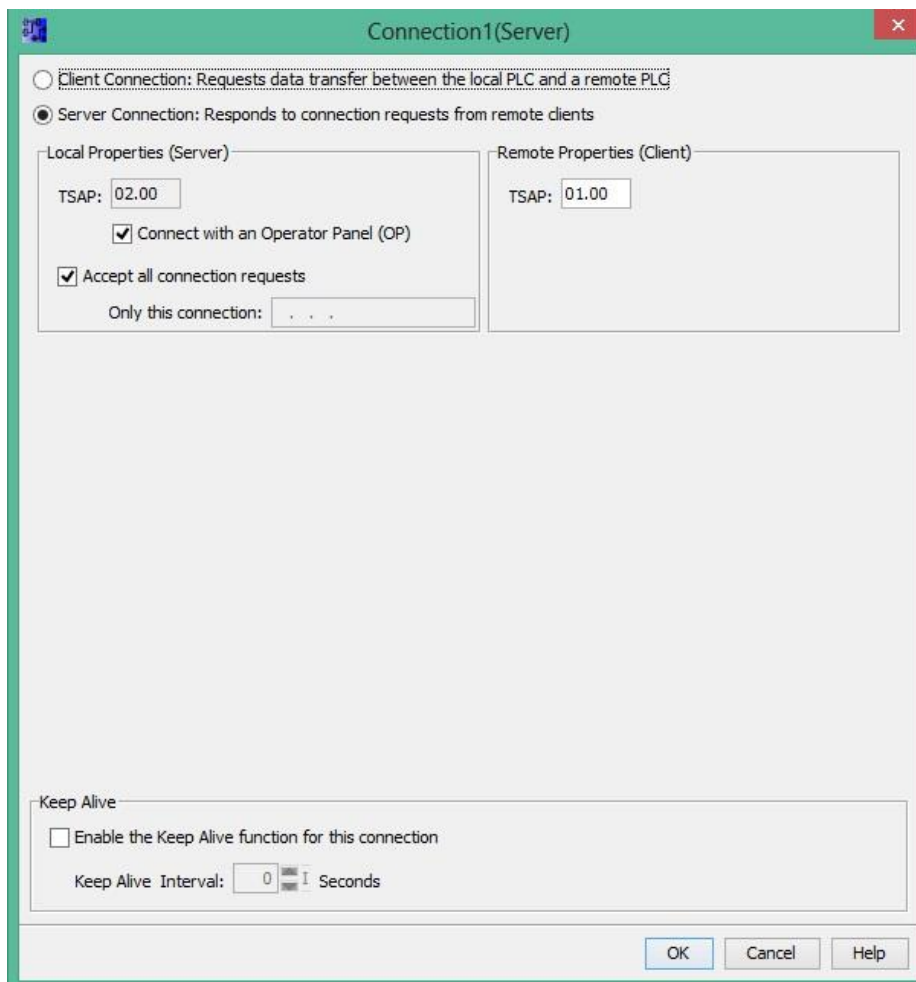 Connection1(Server)
Client Connection: Requests data transfer between the local PLC and a remote PLC
Server Connection: Responds to connection requests from remote clients
Local Properties (Server)
Remote Properties (Client)
TSAP: 02.00
TSAP: 01.00
Connect with an Operator Panel (OP)
Accept all connection requests
Only this connection: . . .
Keep Alive
Enable the Keep Alive function for this connection
Keep Alive Interval: 0 Seconds
OK Cancel Help